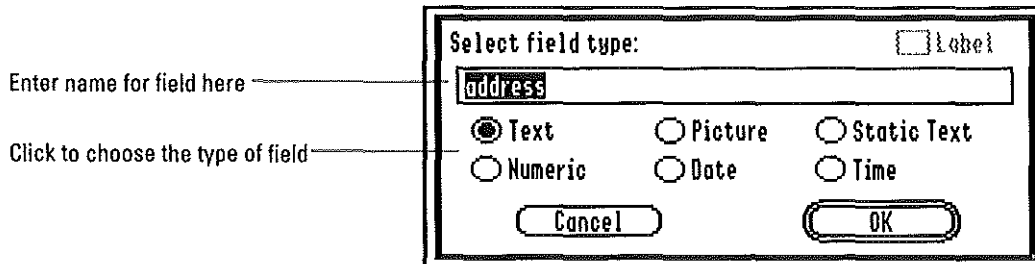 Select field type: Label
Enter name for field here
address
Text Picture Static Text
Click to choose the type of field
Numeric Date Time
Cancel OK